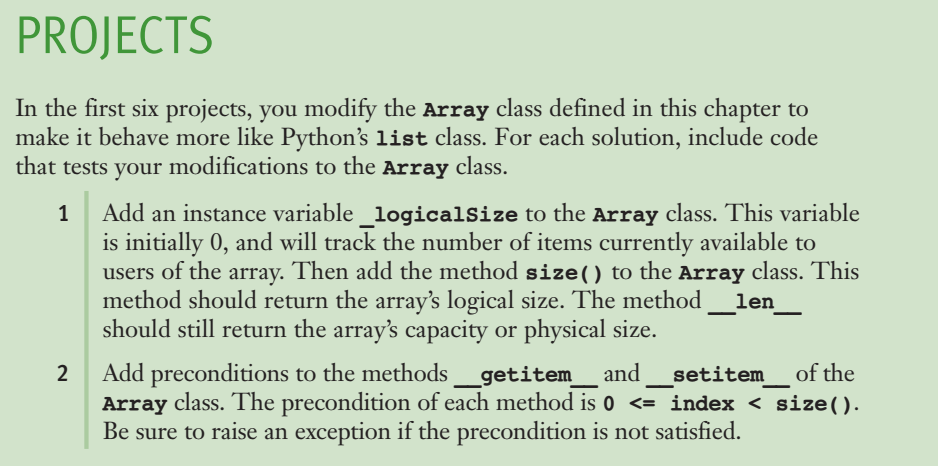 PROJECTS
In the first six projects, you modify the Array class defined in this chapter to
make it behave more like Python's list class. For each solution, include code
that tests your modifications to the Array class.
1 Add an instance variable _logicalSize to the Array class. This variable
is initially 0, and will track the number of items currently available to
users of the array. Then add the method size() to the Array class. This
method should return the array's logical size. The method __len__
should still return the array's capacity or physical size.
2 Add preconditions to the methods __getitem__ and __setitem__ of the
Array class. The precondition of each method is 0 <= index < size().
Be sure to raise an exception if the precondition is not satisfied.